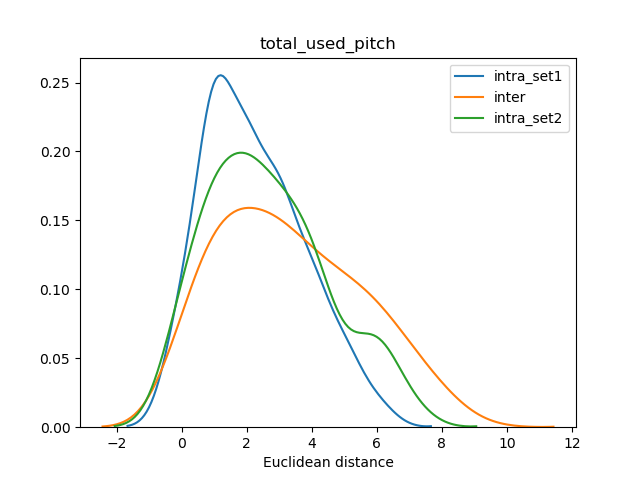 total_used_pitch
intra_set1
inter
intra_set2
0.25
0.20
0.15
0.10
0.05
0.00
−2 0 2 4 6 8 10 12
Euclidean distance